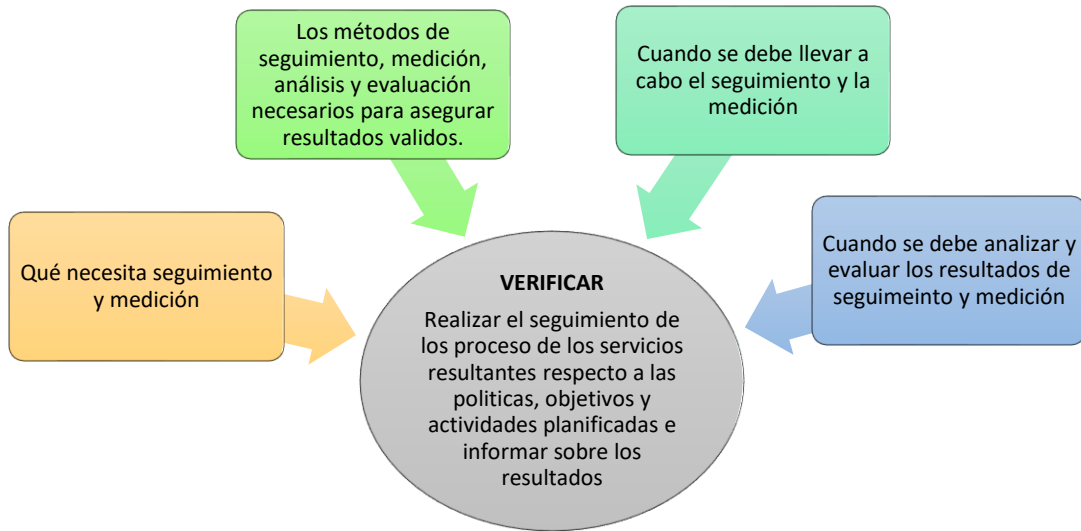 Los métodos de
seguimiento, medición,
análisis y evaluación
necesarios para asegurar
resultados validos.
Cuando se debe llevar a
cabo el seguimiento y la
medición
Qué necesita seguimiento
y medición
Cuando se debe analizar y
evaluar los resultados de
seguimeinto y medición
VERIFICAR
Realizar el seguimiento de
los proceso de los servicios
resultantes respecto a las
politicas, objetivos y
actividades planificadas e
informar sobre los
resultados